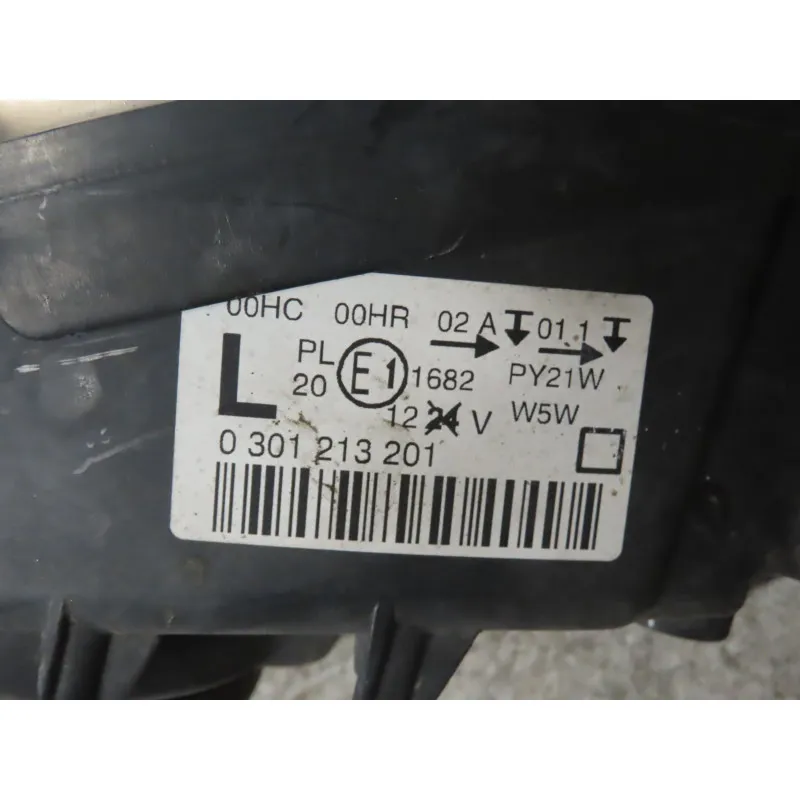 00HC 00HR 02 A 01.1
L PL 20 E1 1682 PY21W
12 24 V W5W
0 301 213 201